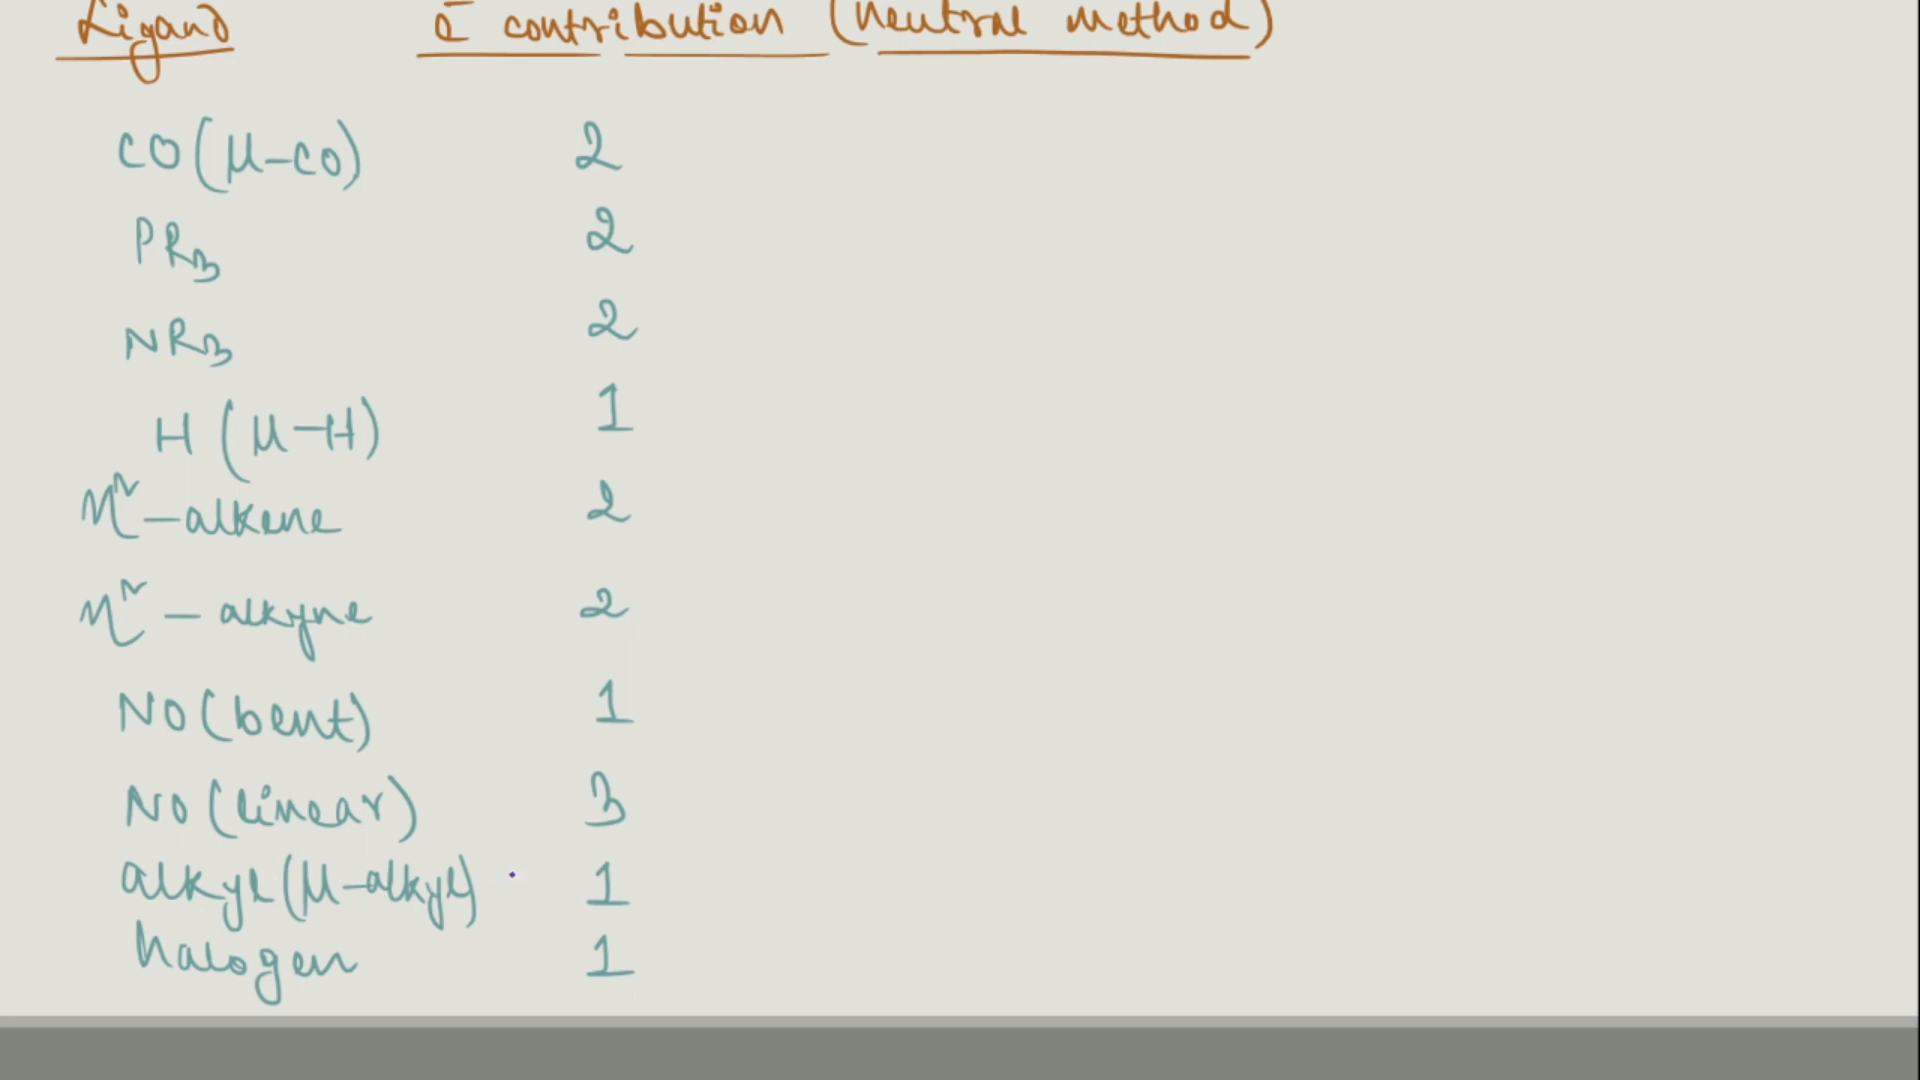 Ligand ē contribution (Neutral method)
CO (μ-CO) 2
PR₃ 2
NR₃ 2
H (μ-H) 1
η²-alkene 2
η²-alkyne 2
NO (bent) 1
NO (linear) 3
alkyl (μ-alkyl) 1
halogen 1